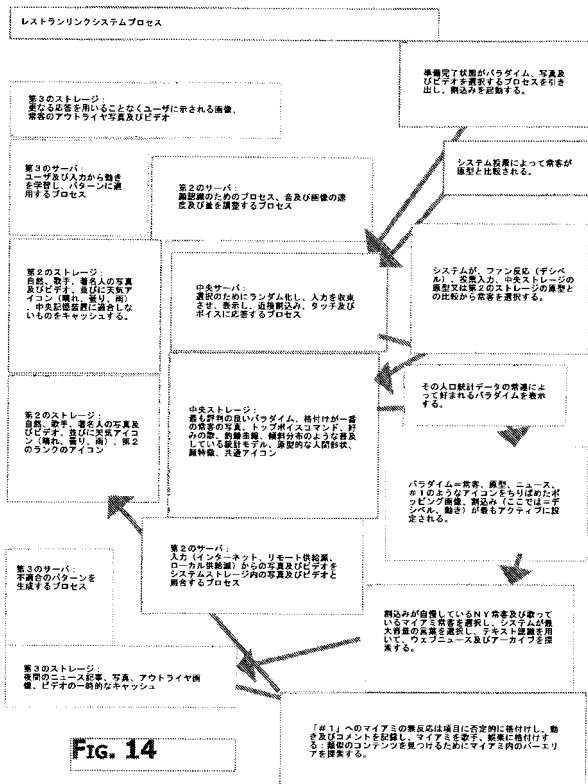 レストランリンクシステムプロセス
準備完了状態がパラダイム、写真及
びビデオを選択するプロセスを引き
出し、割込みを起動する。
第3のストレージ:
更なる応答を用いることなくユーザに示される画像、
常客のアウトライヤ写真及びビデオ
システム投票によって常客が
原型と比較される。
第3のサーバ:
ユーザ及び入力から動き
を学習し、パターンに適
用するプロセス
第2のサーバ:
顔認識のためのプロセス、音及び画像の速
度及び量を調整するプロセス
システムが、ファン反応(デシベ
ル)、投票入力、中央ストレージの
原型又は第2のストレージの原型と
の比較から常客を選択する。
第2のストレージ:
自然、歌手、著名人の写真
及びビデオ、並びに天気ア
イコン(晴れ、曇り、雨)
、中央記憶装置に適合しな
いものをキャッシュする。
中央サーバ:
選択のためにランダム化し、入力を収束
させ、表示し、近接割込み、タッチ及び
ボイスに応答するプロセス
その人口統計データの常連によ
って好まれるパラダイムを表示
する。
第2のストレージ:
自然、歌手、著名人の写真及
びビデオ、並びに天気アイコ
ン(晴れ、曇り、雨)、第2
のランクのアイコン
中央ストレージ:
最も評判の良いパラダイム、格付けが一番
の常客の写真、トップボイスコマンド、好
みの歌、釣鐘曲線、傾斜分布のような普及
している統計モデル、原型的な人間形状、
顔特徴、共通アイコン
パラダイム=常客、原型、ニュース、
#1のようなアイコンをちりばめたポ
ッピング画像、割込み(ここでは=デ
シベル、動き)が最もアクティブに設
定される。
第2のサーバ:
入力(インターネット、リモート供給源、
ローカル供給源)からの写真及びビデオを
システムストレージ内の写真及びビデオと
照合するプロセス
第3のサーバ:
不適合のパターンを
生成するプロセス
割込みが自慢しているNY常客及び歌って
いるマイアミ常客を選択し、システムが最
大容量の言葉を選択し、テキスト認識を用
いて、ウェブニュース及びアーカイブを探
索する。
第3のストレージ:
夜間のニュース記事、写真、アウトライヤ画
像、ビデオの一時的なキャッシュ
「#1」へのマイアミの無反応は項目に否定的に格付けし、動
き及びコメントを記録し、マイアミを歌手、娯楽に格付けす
る:類似のコンテンツを見つけるためにマイアミ内のバーエリ
アを探索する。
FIG. 14